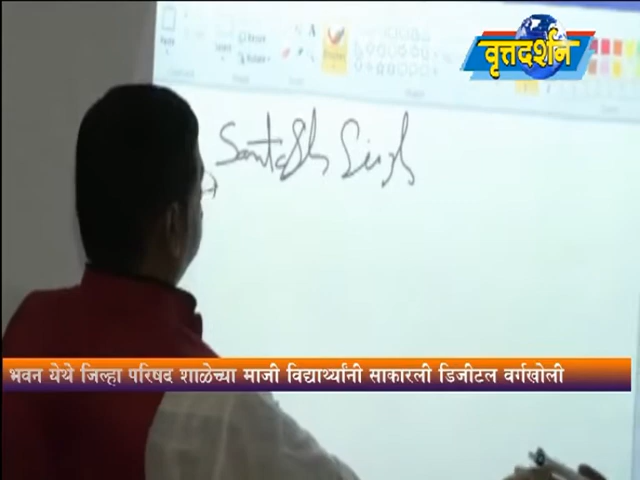 वृत्तदर्शन
Santosh Singh
भवन येथे जिल्हा परिषद शाळेच्या माजी विद्यार्थ्यांनी साकारली डिजीटल वर्गखोली